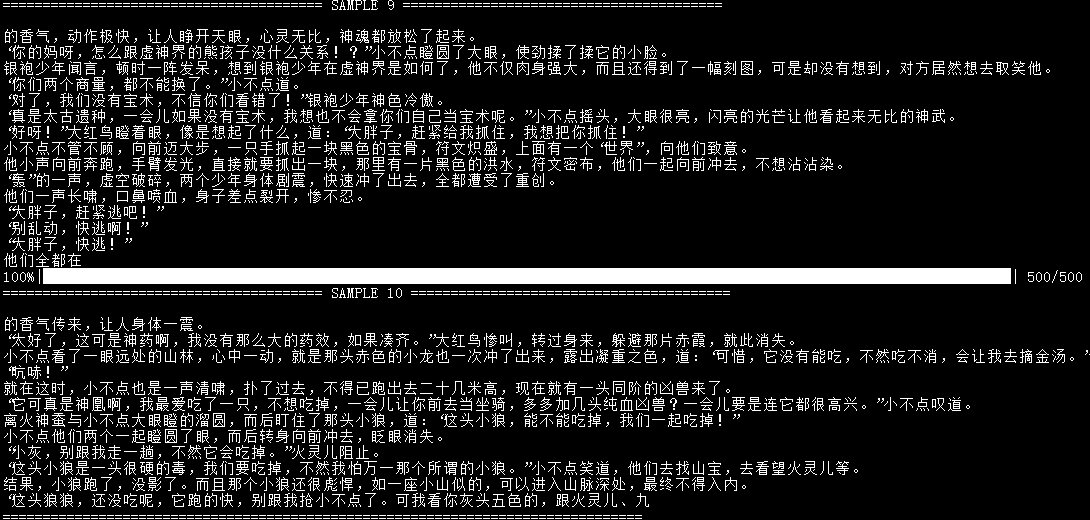 ======================================== SAMPLE 9 ========================================
的香气，动作极快，让人睁开天眼，心灵无比，神魂都放松了起来。
“你的妈呀，怎么跟虚神界的熊孩子没什么关系！？”小不点瞪圆了大眼，使劲揉了揉它的小脸。
银袍少年闻言，顿时一阵发呆，想到银袍少年在虚神界是如何了，他不仅肉身强大，而且还得到了一幅刻图，可是却没有想到，对方居然想去取笑他。
“你们两个商量，都不能换了。”小不点道。
“对了，我们没有宝术，不信你们看错了！”银袍少年神色冷傲。
“真是太古遗种，一会儿如果没有宝术，我想也不会拿你们自己当宝术呢。”小不点摇头，大眼很亮，闪亮的光芒让他看起来无比的神武。
“好呀！”大红鸟瞪着眼，像是想起了什么，道：“大胖子，赶紧给我抓住，我想把你抓住！”
小不点不管不顾，向前迈大步，一只手抓起一块黑色的宝骨，符文炽盛，上面有一个“世界”，向他们致意。
他小声向前奔跑，手臂发光，直接就要抓出一块，那里有一片黑色的洪水，符文密布，他们一起向前冲去，不想沾沾染。
“轰”的一声，虚空破碎，两个少年身体剧震，快速冲了出去，全都遭受了重创。
他们一声长啸，口鼻喷血，身子差点裂开，惨不忍。
“大胖子，赶紧逃吧！”
“别乱动，快逃啊！”
“大胖子，快逃！”
他们全都在
100%| | 500/500
======================================== SAMPLE 10 ========================================
的香气传来，让人身体一震。
“太好了，这可是神药啊，我没有那么大的药效，如果凑齐。”大红鸟惨叫，转过身来，躲避那片赤霞，就此消失。
小不点看了一眼远处的山林，心中一动，就是那头赤色的小龙也一次冲了出来，露出凝重之色，道：“可惜，它没有能吃，不然吃不消，会让我去摘金汤。”
“吭哧！”
就在这时，小不点也是一声清啸，扑了过去，不得已跑出去二十几米高，现在就有一头同阶的凶兽来了。
“它可真是神凰啊，我最爱吃了一只，不想吃掉，一会儿让你前去当坐骑，多多加几头纯血凶兽？一会儿要是连它都很高兴。”小不点叹道。
离火神蚕与小不点大眼瞪的溜圆，而后盯住了那头小狼，道：“这头小狼，能不能吃掉，我们一起吃掉！”
小不点他们两个一起瞪圆了眼，而后转身向前冲去，眨眼消失。
“小灰，别跟我走一趟，不然它会吃掉。”火灵儿阻止。
“这头小狼是一头很硬的毒，我们要吃掉，不然我怕万一那个所谓的小狼。”小不点笑道，他们去找山宝，去看望火灵儿等。
结果，小狼跑了，没影了。而且那个小狼还很彪悍，如一座小山似的，可以进入山脉深处，最终不得入内。
“这头狼狼，还没吃呢，它跑的快，别跟我抢小不点了。可我看你灰头五色的，跟火灵儿、九
================================================================================